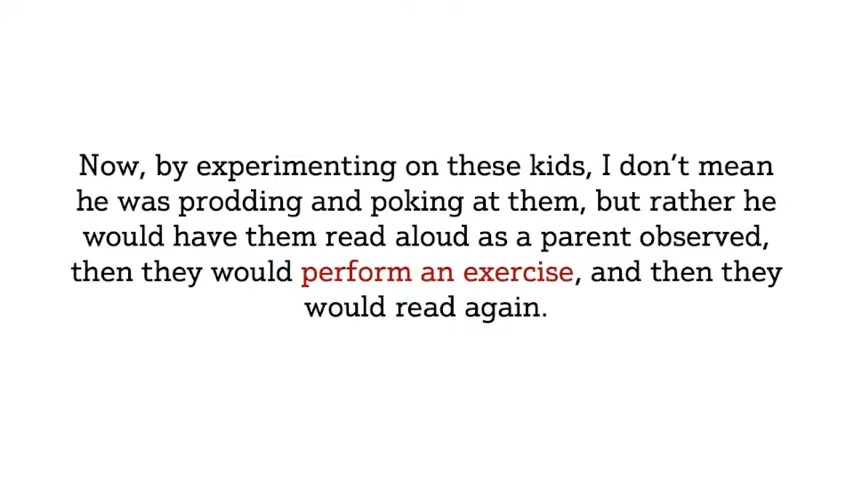 Now, by experimenting on these kids, I don’t mean
he was prodding and poking at them, but rather he
would have them read aloud as a parent observed,
then they would perform an exercise, and then they
would read again.